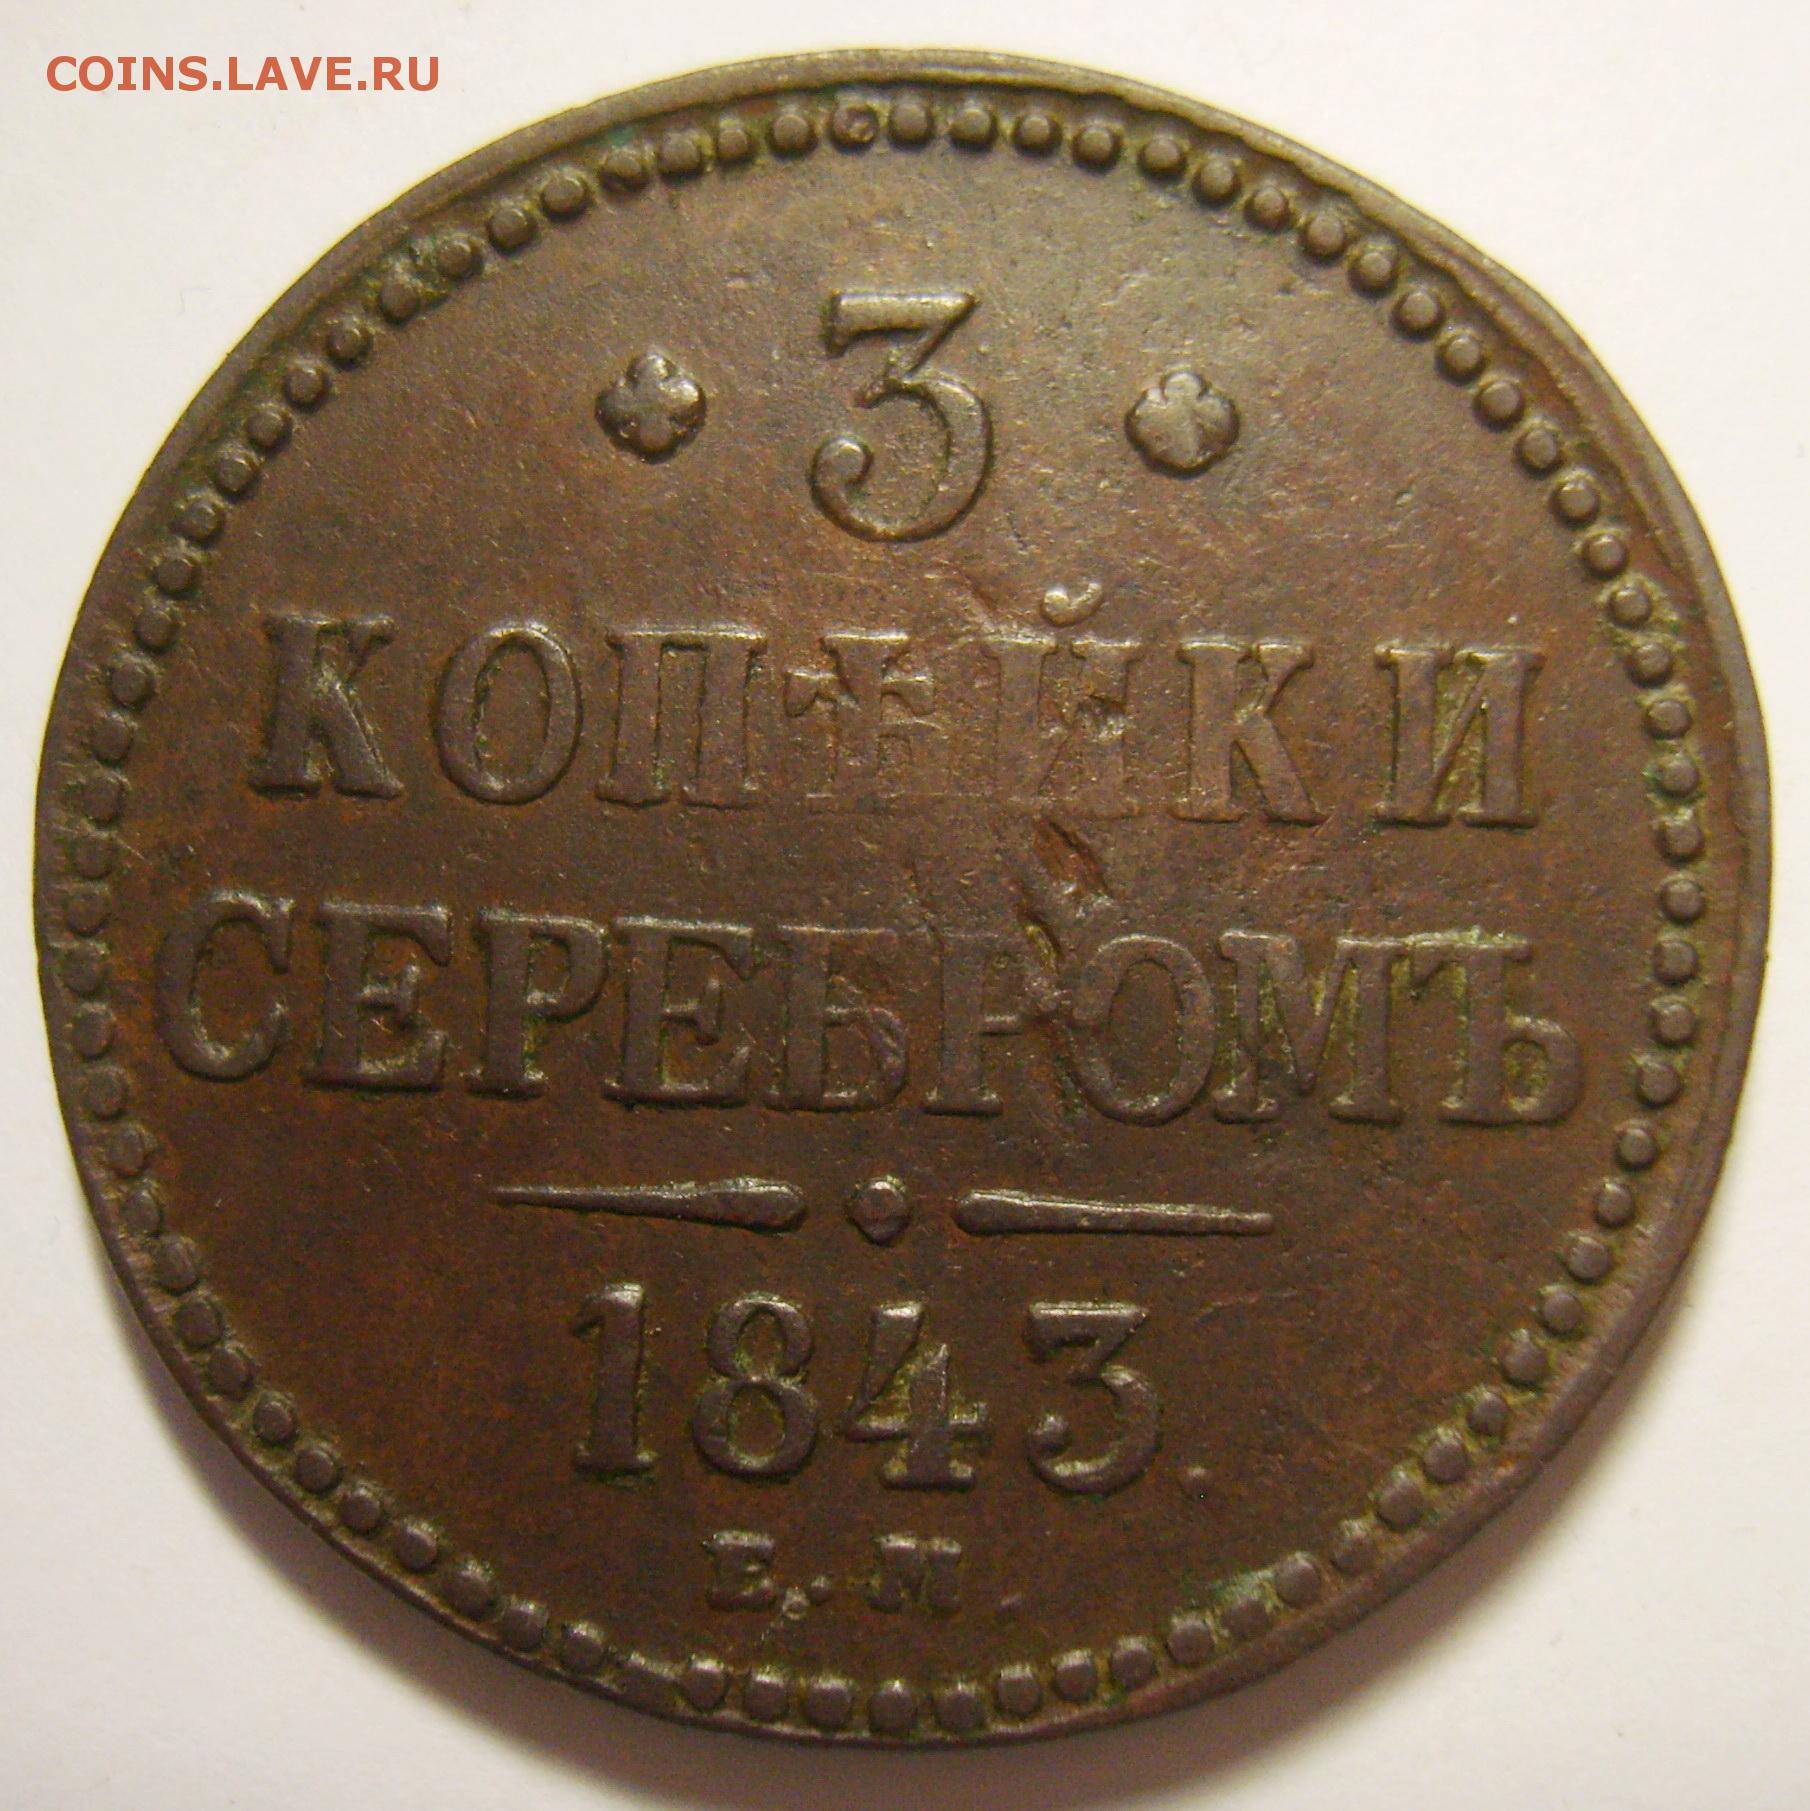 COINS.LAVE.RU
3
КОПѢЙКИ
СЕРЕБРОМЪ
1843.
Е.М.